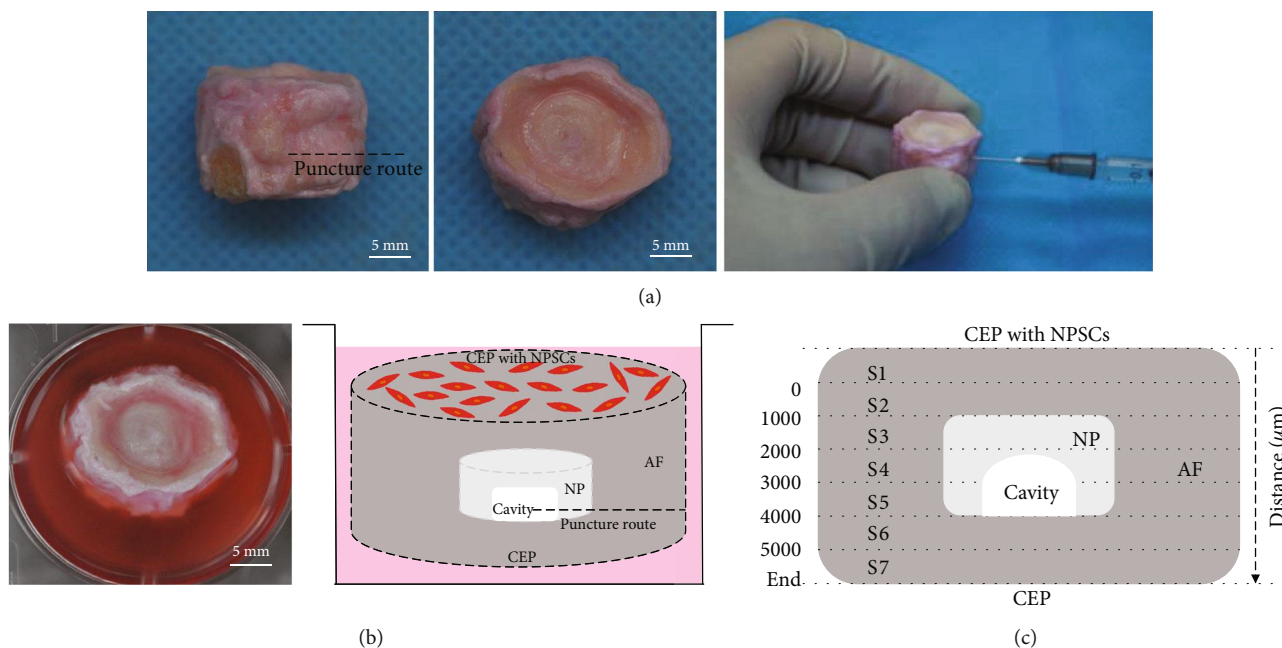 Puncture route
5 mm
5 mm
(a)
5 mm
CEP with NPSCs
AF
NP
Cavity
Puncture route
CEP
(b)
CEP with NPSCs
S1
0
S2
1000
S3
NP
2000
S4
AF
3000
Cavity
S5
4000
S6
5000
S7
End
CEP
Distance (μm)
(c)